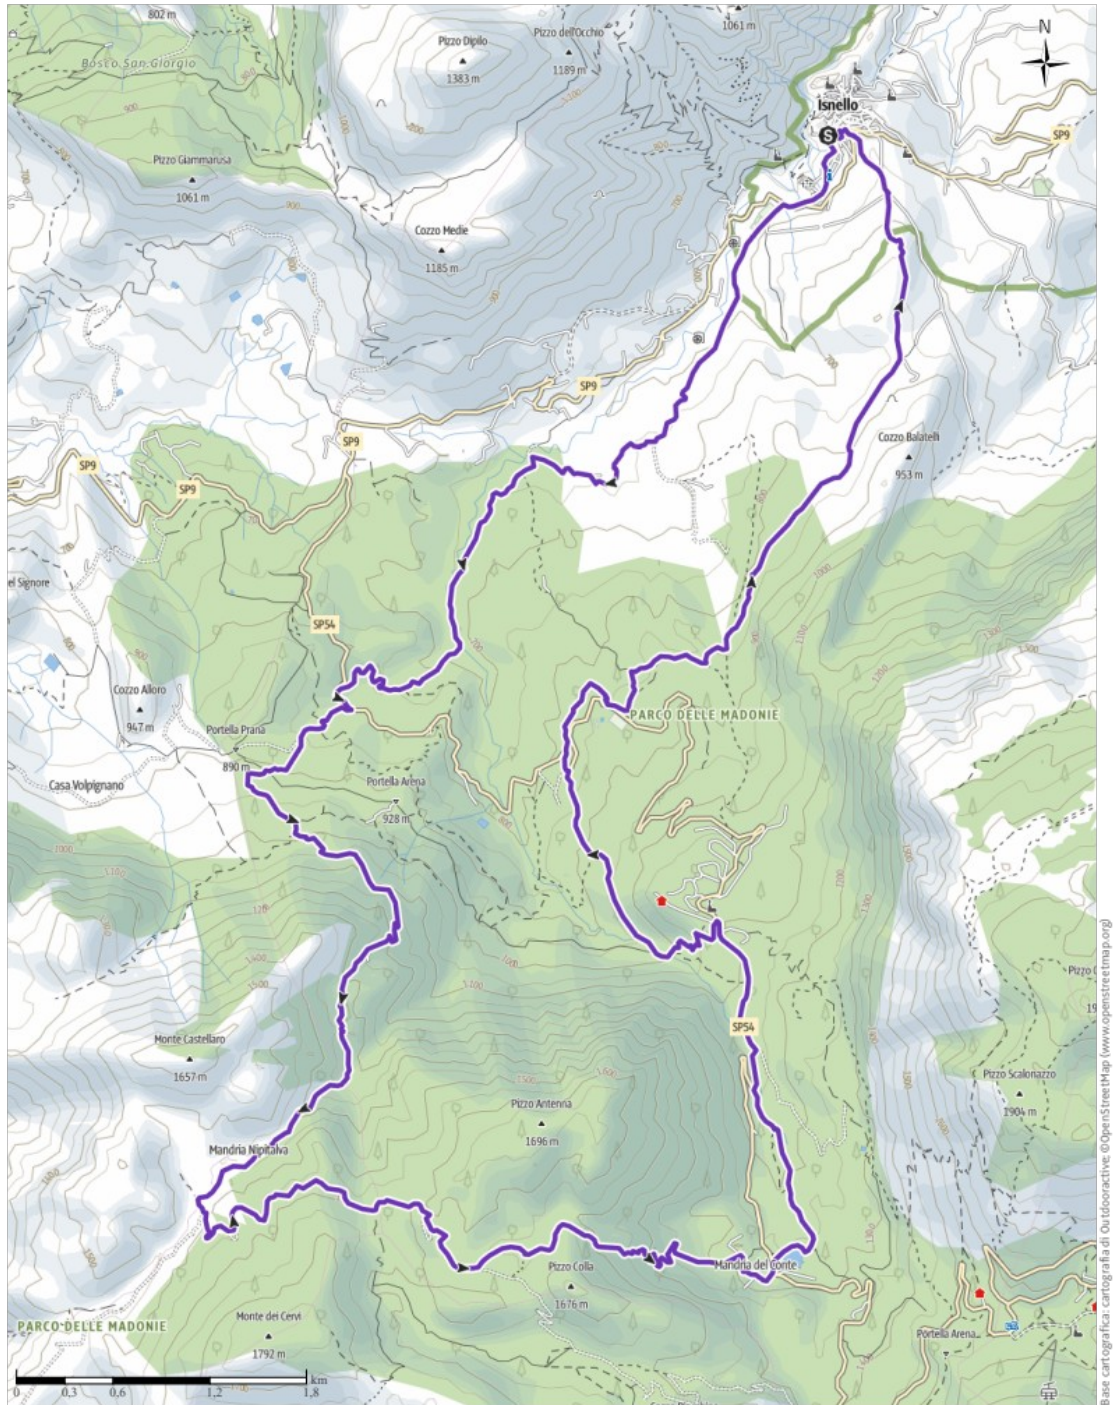 802 m
Bosco San Giorgio
Pizzo Dipilo
1383 m
Pizzo dell'Occhio
1189 m
1061 m
N
Isnello
S
SP9
Pizzo Giammarusa
1061 m
Cozzo Medie
1185 m
SP9
SP9
SP9
SP9
Cozzo Balatelli
953 m
el Signore
SP54
Cozzo Alloro
947 m
Portella Prana
890 m
Casa Volpignano
Portella Arena
928 m
PARCO DELLE MADONIE
Monte Castellaro
1657 m
SP54
Pizzo Antenna
1696 m
Pizzo Scalonazzo
1904 m
Mandria Nipitalva
Mandria del Conte
Pizzo Colla
1676 m
Monte dei Cervi
1792 m
PARCO DELLE MADONIE
Portella Arena
0 0,3 0,6 1,2 1,8 km
Base cartografica: cartografia di Outdooractive; ©OpenStreetMap (www.openstreetmap.org)